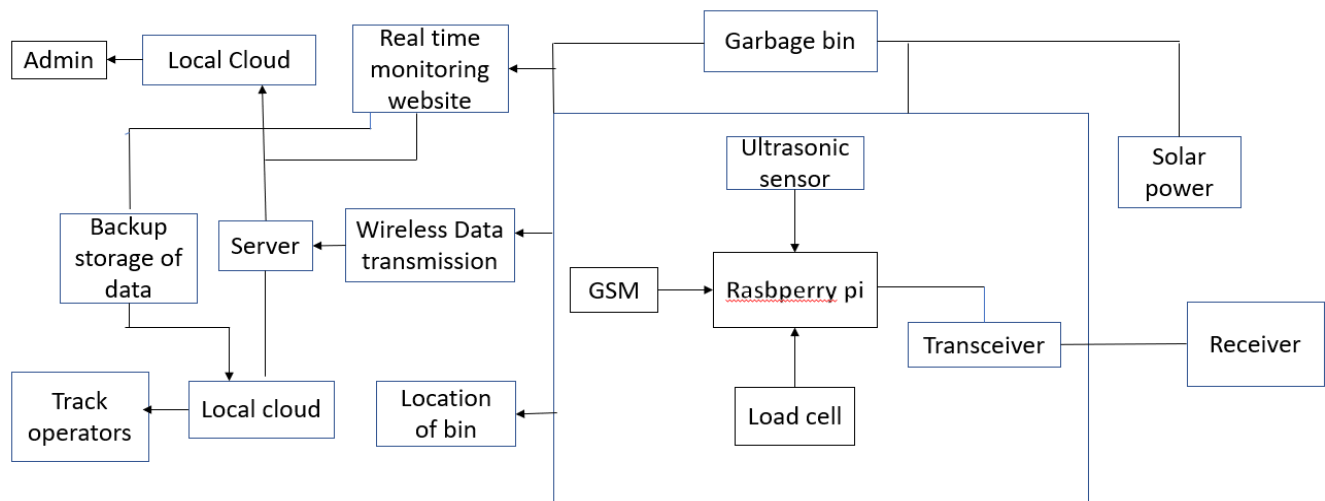 Admin
Local Cloud
Real time
monitoring
website
Garbage bin
Solar
power
Ultrasonic
sensor
Backup
storage of
data
Server
Wireless Data
transmission
GSM
Rasbperry pi
Transceiver
Receiver
Track
operators
Local cloud
Location
of bin
Load cell